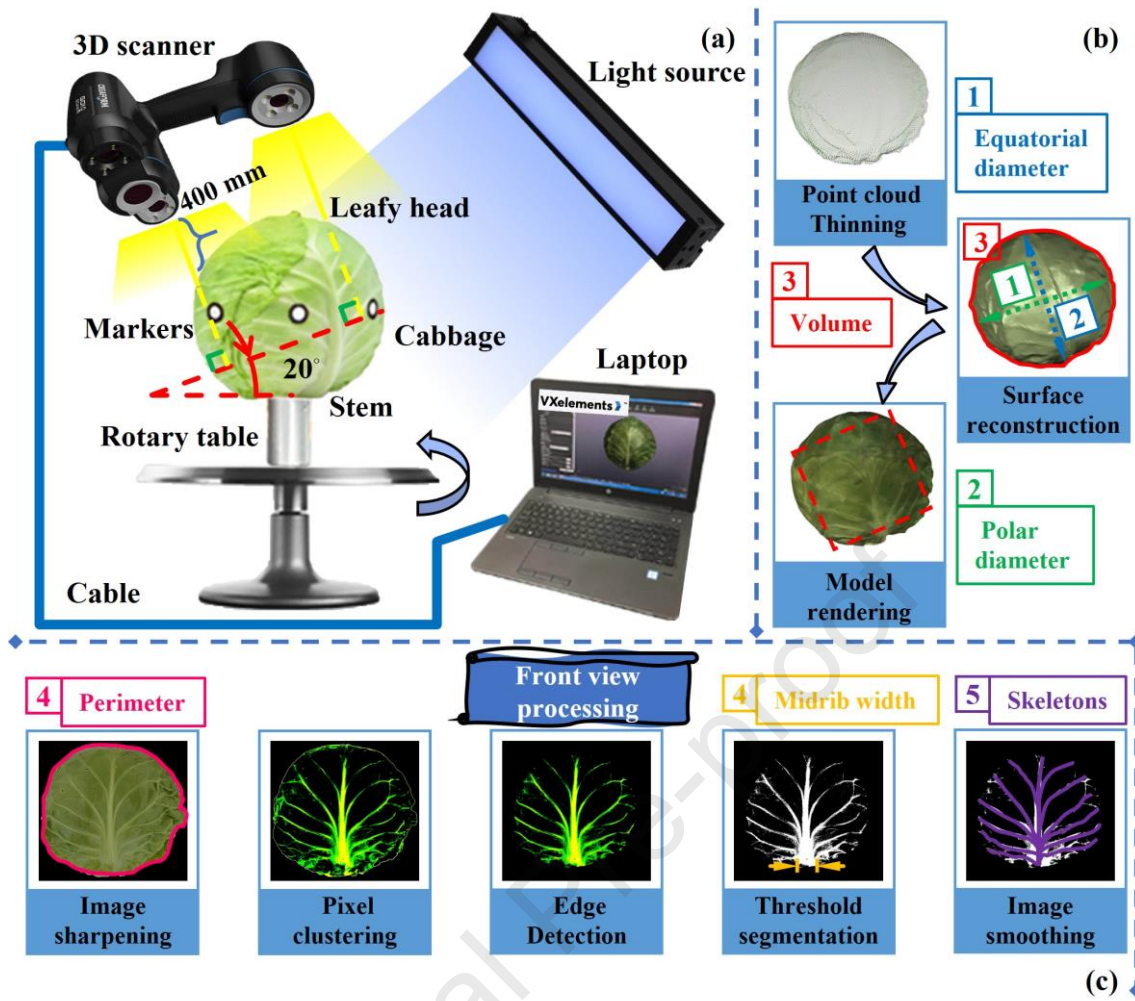 (a)
3D scanner
Light source
400 mm
Leafy head
Markers
Cabbage
20°
Laptop
Stem
VXelements
Rotary table
Cable
(b)
1
Equatorial
diameter
Point cloud
Thinning
3
Volume
3
1
2
Surface
reconstruction
2
Polar
diameter
Model
rendering
Front view
processing
4 Perimeter
4 Midrib width
5 Skeletons
Image
sharpening
Pixel
clustering
Edge
Detection
Threshold
segmentation
Image
smoothing
(c)